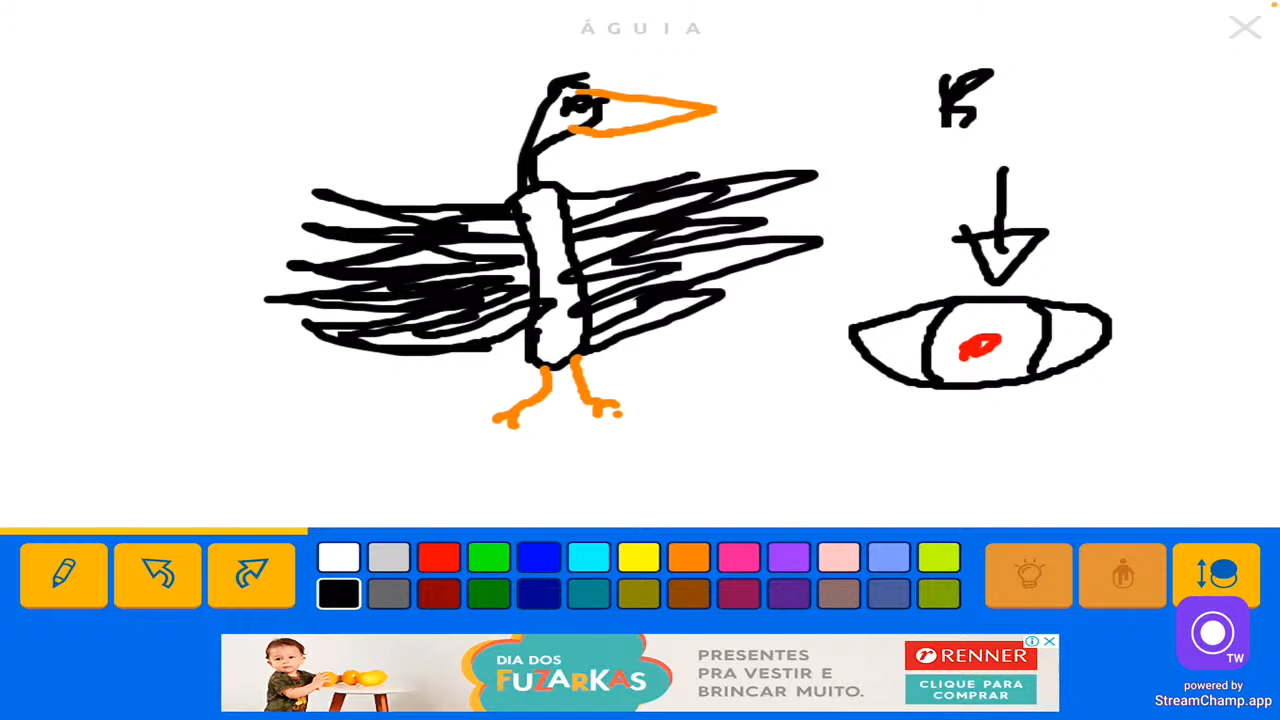 ÁGUIA
DIA DOS
FUZARKAS
PRESENTES
PRA VESTIR E
BRINCAR MUITO.
RENNER
CLIQUE PARA
COMPRAR
TW
powered by
StreamChamp.app